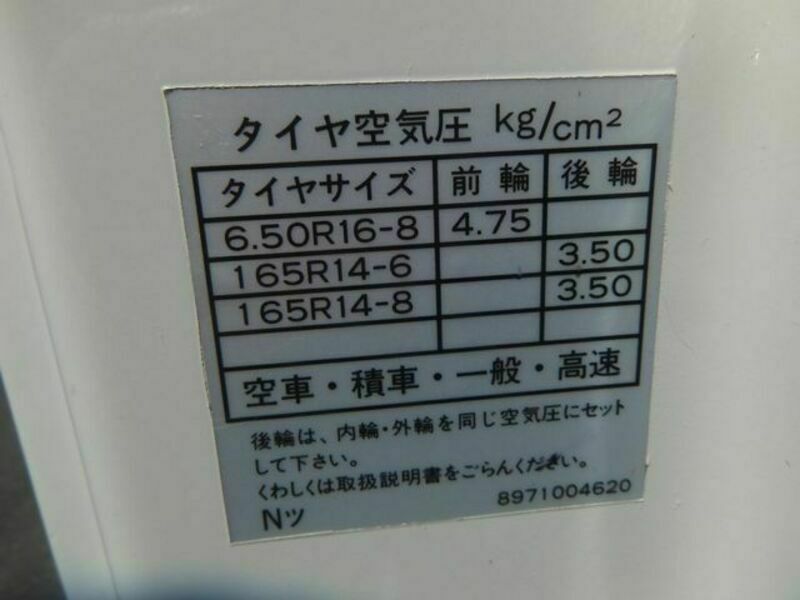 タイヤ空気圧 kg/cm²
タイヤサイズ 前輪 後輪
6.50R16-8 4.75
165R14-6 3.50
165R14-8 3.50
空車・積車・一般・高速
後輪は、内輪・外輪を同じ空気圧にセット
して下さい。
くわしくは取扱説明書をごらんください。
Nッ 8971004620